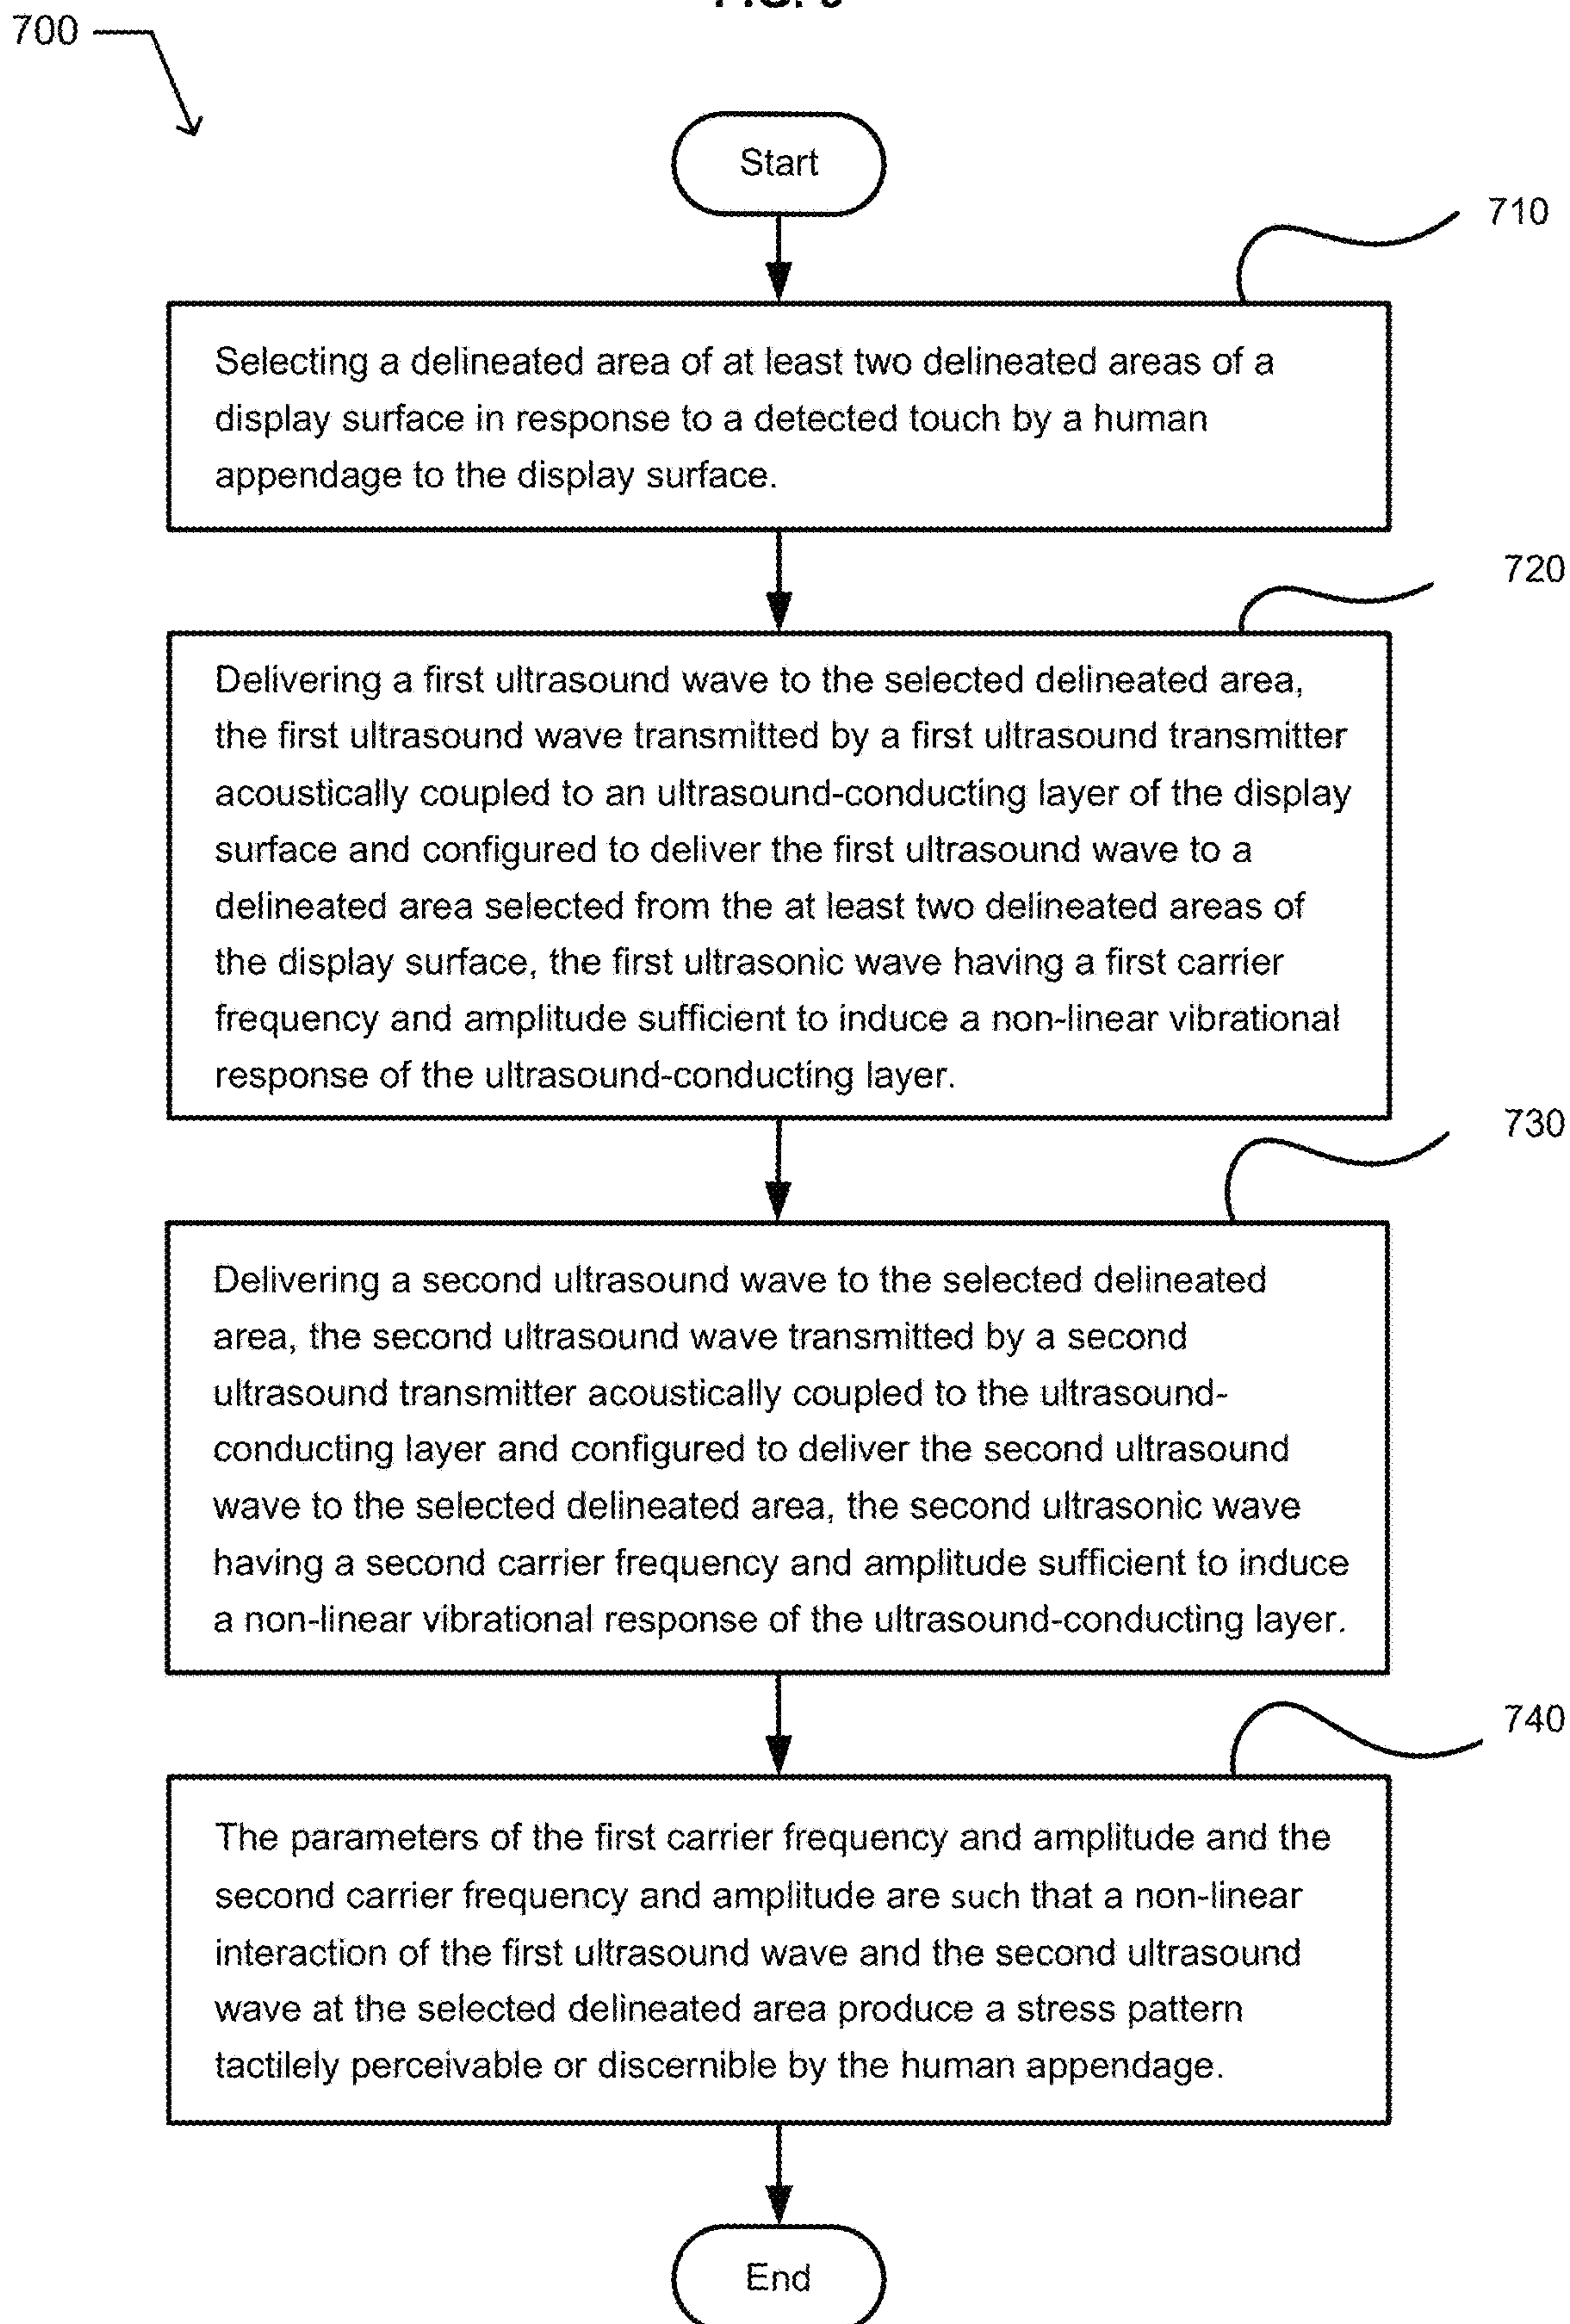 700
Start
710
Selecting a delineated area of at least two delineated areas of a
display surface in response to a detected touch by a human
appendage to the display surface.
720
Delivering a first ultrasound wave to the selected delineated area,
the first ultrasound wave transmitted by a first ultrasound transmitter
acoustically coupled to an ultrasound-conducting layer of the display
surface and configured to deliver the first ultrasound wave to a
delineated area selected from the at least two delineated areas of
the display surface, the first ultrasonic wave having a first carrier
frequency and amplitude sufficient to induce a non-linear vibrational
response of the ultrasound-conducting layer.
730
Delivering a second ultrasound wave to the selected delineated
area, the second ultrasound wave transmitted by a second
ultrasound transmitter acoustically coupled to the ultrasound-
conducting layer and configured to deliver the second ultrasound
wave to the selected delineated area, the second ultrasonic wave
having a second carrier frequency and amplitude sufficient to induce
a non-linear vibrational response of the ultrasound-conducting layer.
740
The parameters of the first carrier frequency and amplitude and the
second carrier frequency and amplitude are such that a non-linear
interaction of the first ultrasound wave and the second ultrasound
wave at the selected delineated area produce a stress pattern
tactilely perceivable or discernible by the human appendage.
End